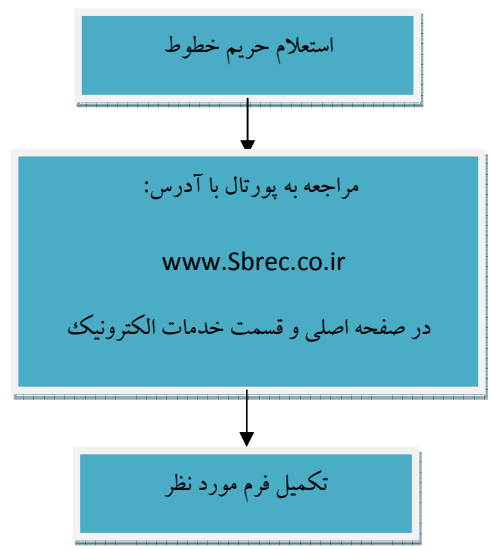 استعلام حریم خطوط
مراجعه به پورتال با آدرس:
www.Sbrec.co.ir
در صفحه اصلی و قسمت خدمات الکترونیک
تکمیل فرم مورد نظر